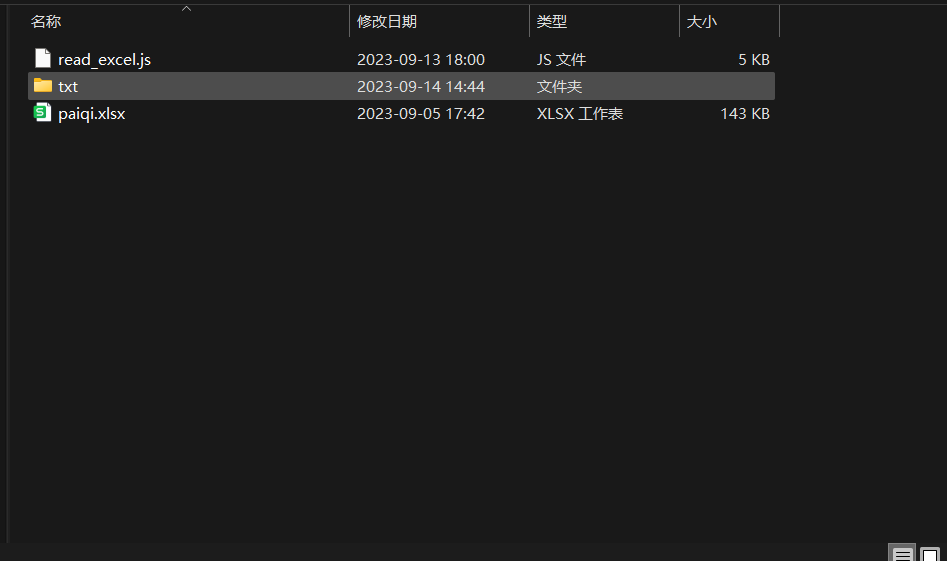 名称 修改日期 类型 大小
read_excel.js 2023-09-13 18:00 JS 文件 5 KB
txt 2023-09-14 14:44 文件夹
paiqi.xlsx 2023-09-05 17:42 XLSX 工作表 143 KB